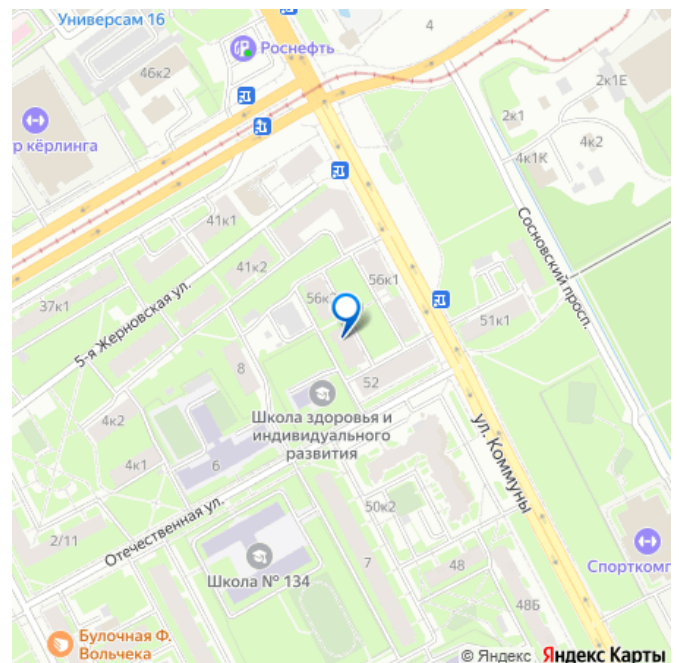 Универсам 16
4
Роснефть
46к2
2к1Е
2к1
р кёрлинга
4к2
4к1К
Сосновский просп.
41к1
41к2
56к1
56к
37к1
5-я Жерновская ул.
51к1
8
52
Школа здоровья и
индивидуального
развития
ул. Коммуны
4к2
4к1
6
50к2
Отечественная ул.
2/11
7
48
Школа № 134
Спорткомп
48Б
Булочная Ф.
Вольчека
© Яндекс Яндекс Карты